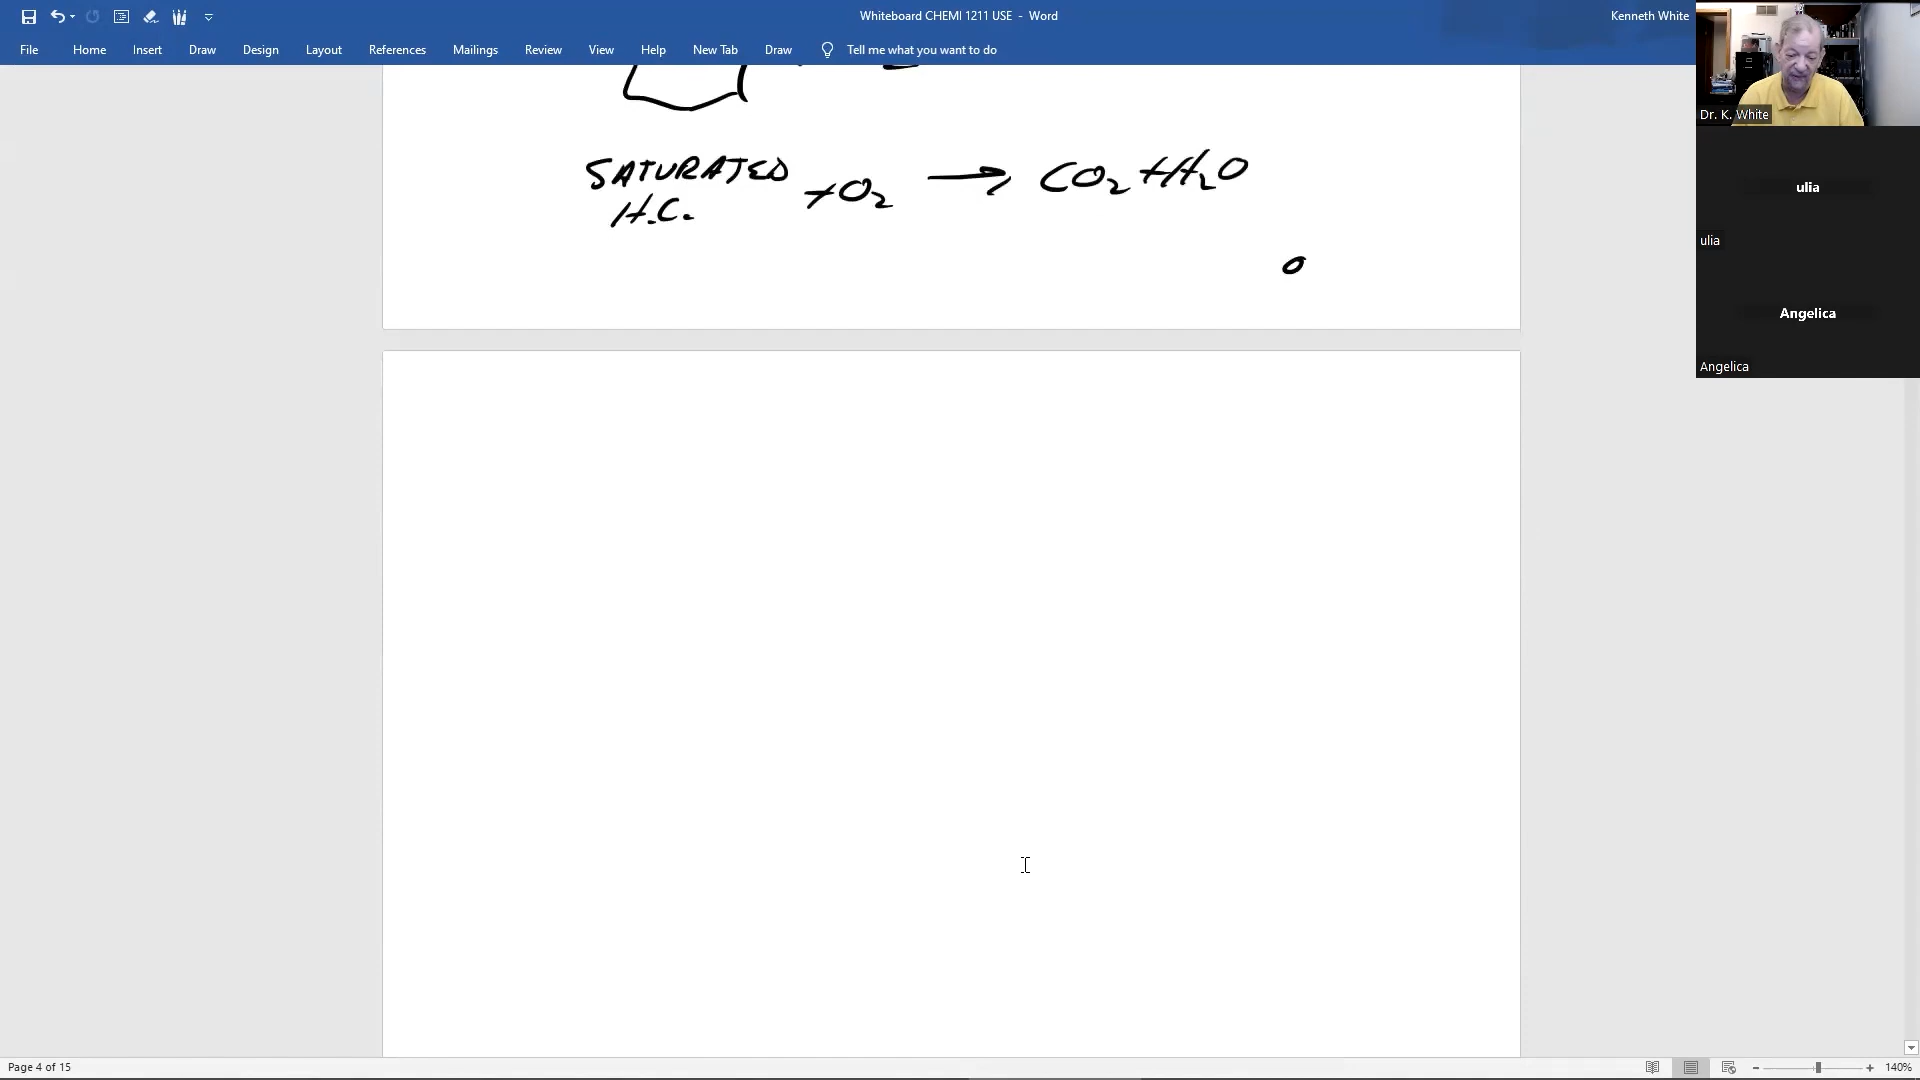 Whiteboard CHEMI 1211 USE - Word
Kenneth White
File Home Insert Draw Design Layout References Mailings Review View Help New Tab Draw Tell me what you want to do
Dr. K. White
SATURATED + O2 → CO2 + H2O
H.C.
o
ulia
ulia
Angelica
Angelica
Page 4 of 15
140%